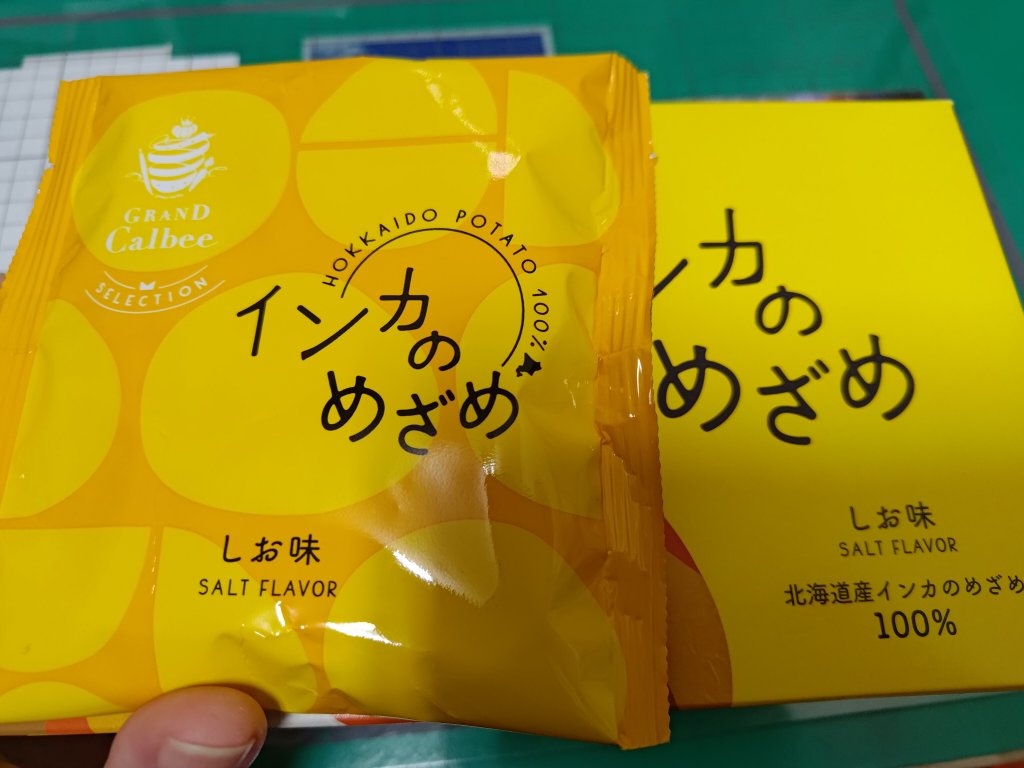 GRAND
Calbee
SELECTION
HOKKAIDO POTATO 100%
インカ
の
めざめ
しお味
SALT FLAVOR
ンカ
の
めざめ
しお味
SALT FLAVOR
北海道産インカのめざめ
100%